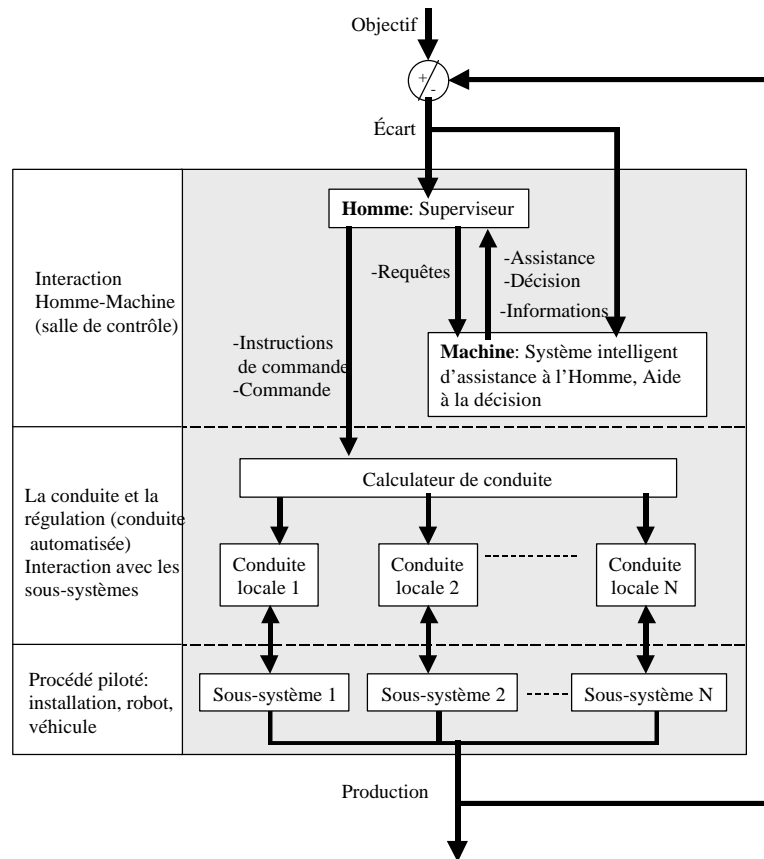 Objectif
+
-
Écart
Homme: Superviseur
Interaction
Homme-Machine
(salle de contrôle)
-Requêtes
-Assistance
-Décision
-Informations
-Instructions
de commande
-Commande
Machine: Système intelligent
d'assistance à l'Homme, Aide
à la décision
La conduite et la
régulation (conduite
automatisée)
Interaction avec les
sous-systèmes
Calculateur de conduite
Conduite
locale 1
Conduite
locale 2
Conduite
locale N
Procédé piloté:
installation, robot,
véhicule
Sous-système 1
Sous-système 2
Sous-système N
Production